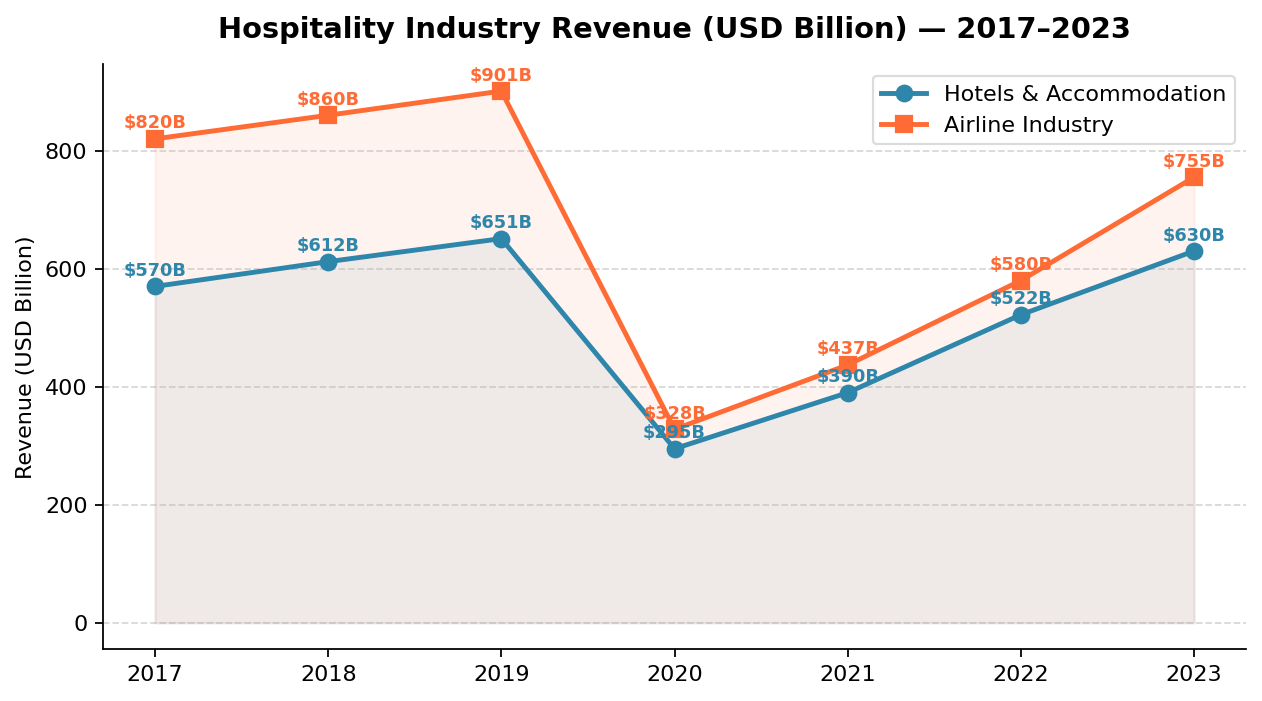 Hospitality Industry Revenue (USD Billion) — 2017–2023
Revenue (USD Billion)
Hotels & Accommodation
Airline Industry
800
600
400
200
0
$820B
$860B
$901B
$328B
$437B
$580B
$755B
$570B
$612B
$651B
$295B
$390B
$522B
$630B
2017 2018 2019 2020 2021 2022 2023